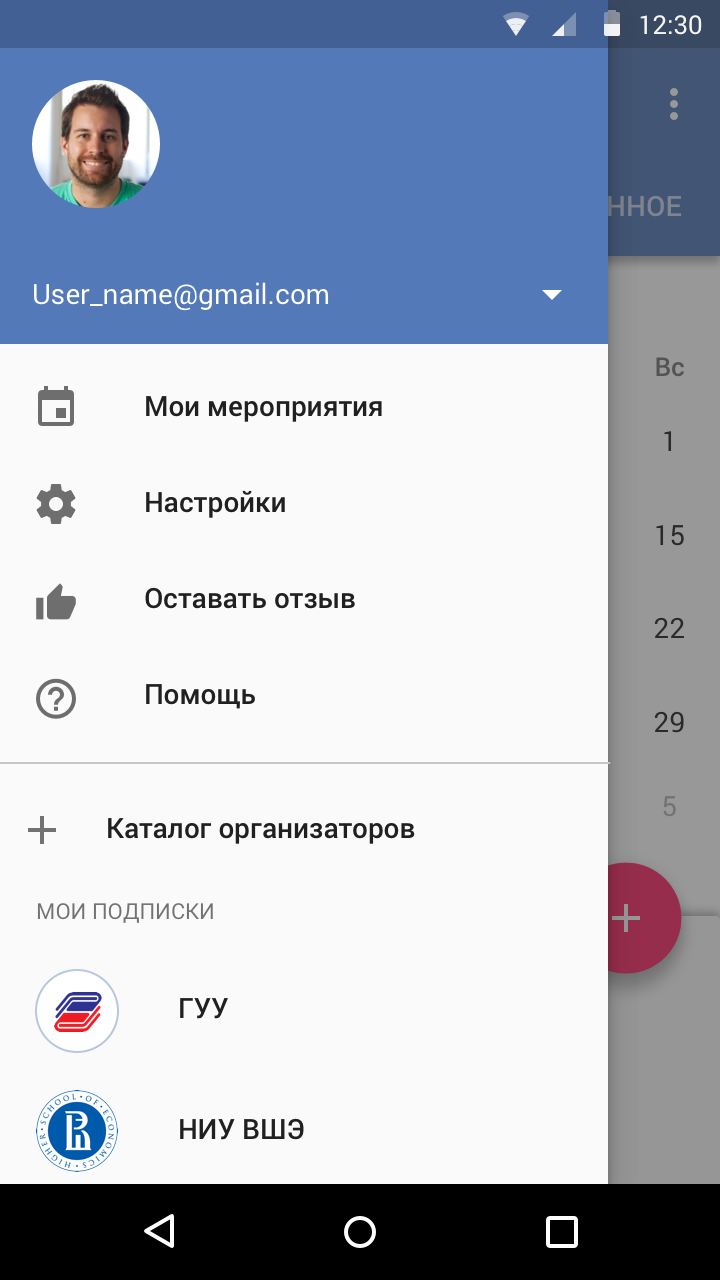 12:30
ННОЕ
User_name@gmail.com
Вс
Мои мероприятия
1
Настройки
15
Оставать отзыв
22
Помощь
29
5
Каталог организаторов
МОИ ПОДПИСКИ
ГУУ
HIGHER · SCHOOL · OF · ECONOMICS
НИУ ВШЭ